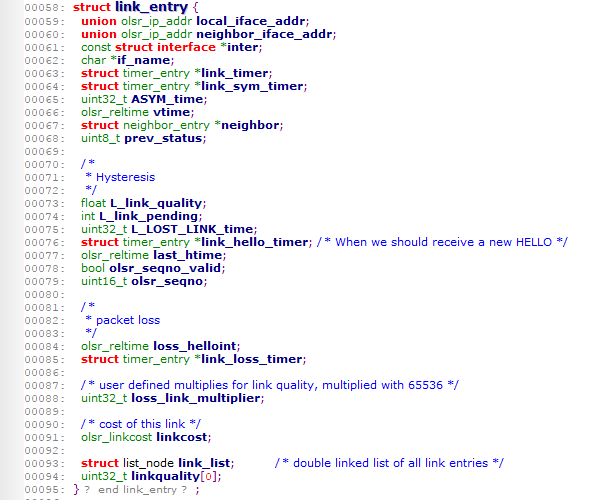 00058: struct link_entry {
00059: union olsr_ip_addr local_iface_addr;
00060: union olsr_ip_addr neighbor_iface_addr;
00061: const struct interface *inter;
00062: char *if_name;
00063: struct timer_entry *link_timer;
00064: struct timer_entry *link_sym_timer;
00065: uint32_t ASYM_time;
00066: olsr_reltime vtime;
00067: struct neighbor_entry *neighbor;
00068: uint8_t prev_status;
00069:
00070: /*
00071: * Hysteresis
00072: */
00073: float L_link_quality;
00074: int L_link_pending;
00075: uint32_t L_LOST_LINK_time;
00076: struct timer_entry *link_hello_timer; /* When we should receive a new HELLO */
00077: olsr_reltime last_htime;
00078: bool olsr_seqno_valid;
00079: uint16_t olsr_seqno;
00080:
00081: /*
00082: * packet loss
00083: */
00084: olsr_reltime loss_helloint;
00085: struct timer_entry *link_loss_timer;
00086:
00087: /* user defined multiplies for link quality, multiplied with 65536 */
00088: uint32_t loss_link_multiplier;
00089:
00090: /* cost of this link */
00091: olsr_linkcost linkcost;
00092:
00093: struct list_node link_list; /* double linked list of all link entries */
00094: uint32_t linkquality[0];
00095: } ? end link_entry ? ;